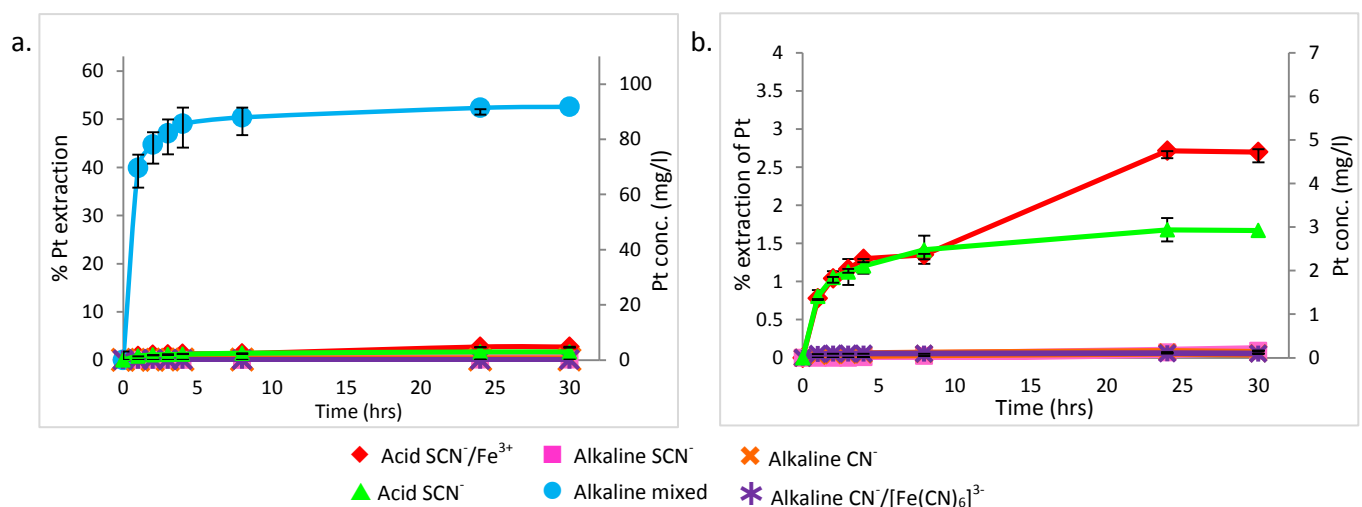 a.
% Pt extraction
60
50
40
30
20
10
0
100
80
60
40
20
0
Pt conc. (mg/l)
0 5 10 15 20 25 30
Time (hrs)
b.
% extraction of Pt
4
3.5
3
2.5
2
1.5
1
0.5
0
7
6
5
4
3
2
1
0
Pt conc. (mg/l)
0 5 10 15 20 25 30
Time (hrs)
Acid SCN⁻/Fe³⁺ Alkaline SCN⁻ Alkaline CN⁻
Acid SCN⁻ Alkaline mixed Alkaline CN⁻/[Fe(CN)₆]³⁻